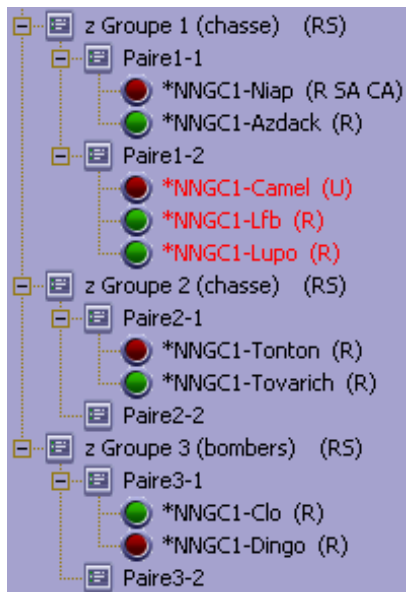 z Groupe 1 (chasse) (RS)
Paire1-1
*NNGC1-Niap (R SA CA)
*NNGC1-Azdack (R)
Paire1-2
*NNGC1-Camel (U)
*NNGC1-Lfb (R)
*NNGC1-Lupo (R)
z Groupe 2 (chasse) (RS)
Paire2-1
*NNGC1-Tonton (R)
*NNGC1-Tovarich (R)
Paire2-2
z Groupe 3 (bombers) (RS)
Paire3-1
*NNGC1-Clo (R)
*NNGC1-Dingo (R)
Paire3-2